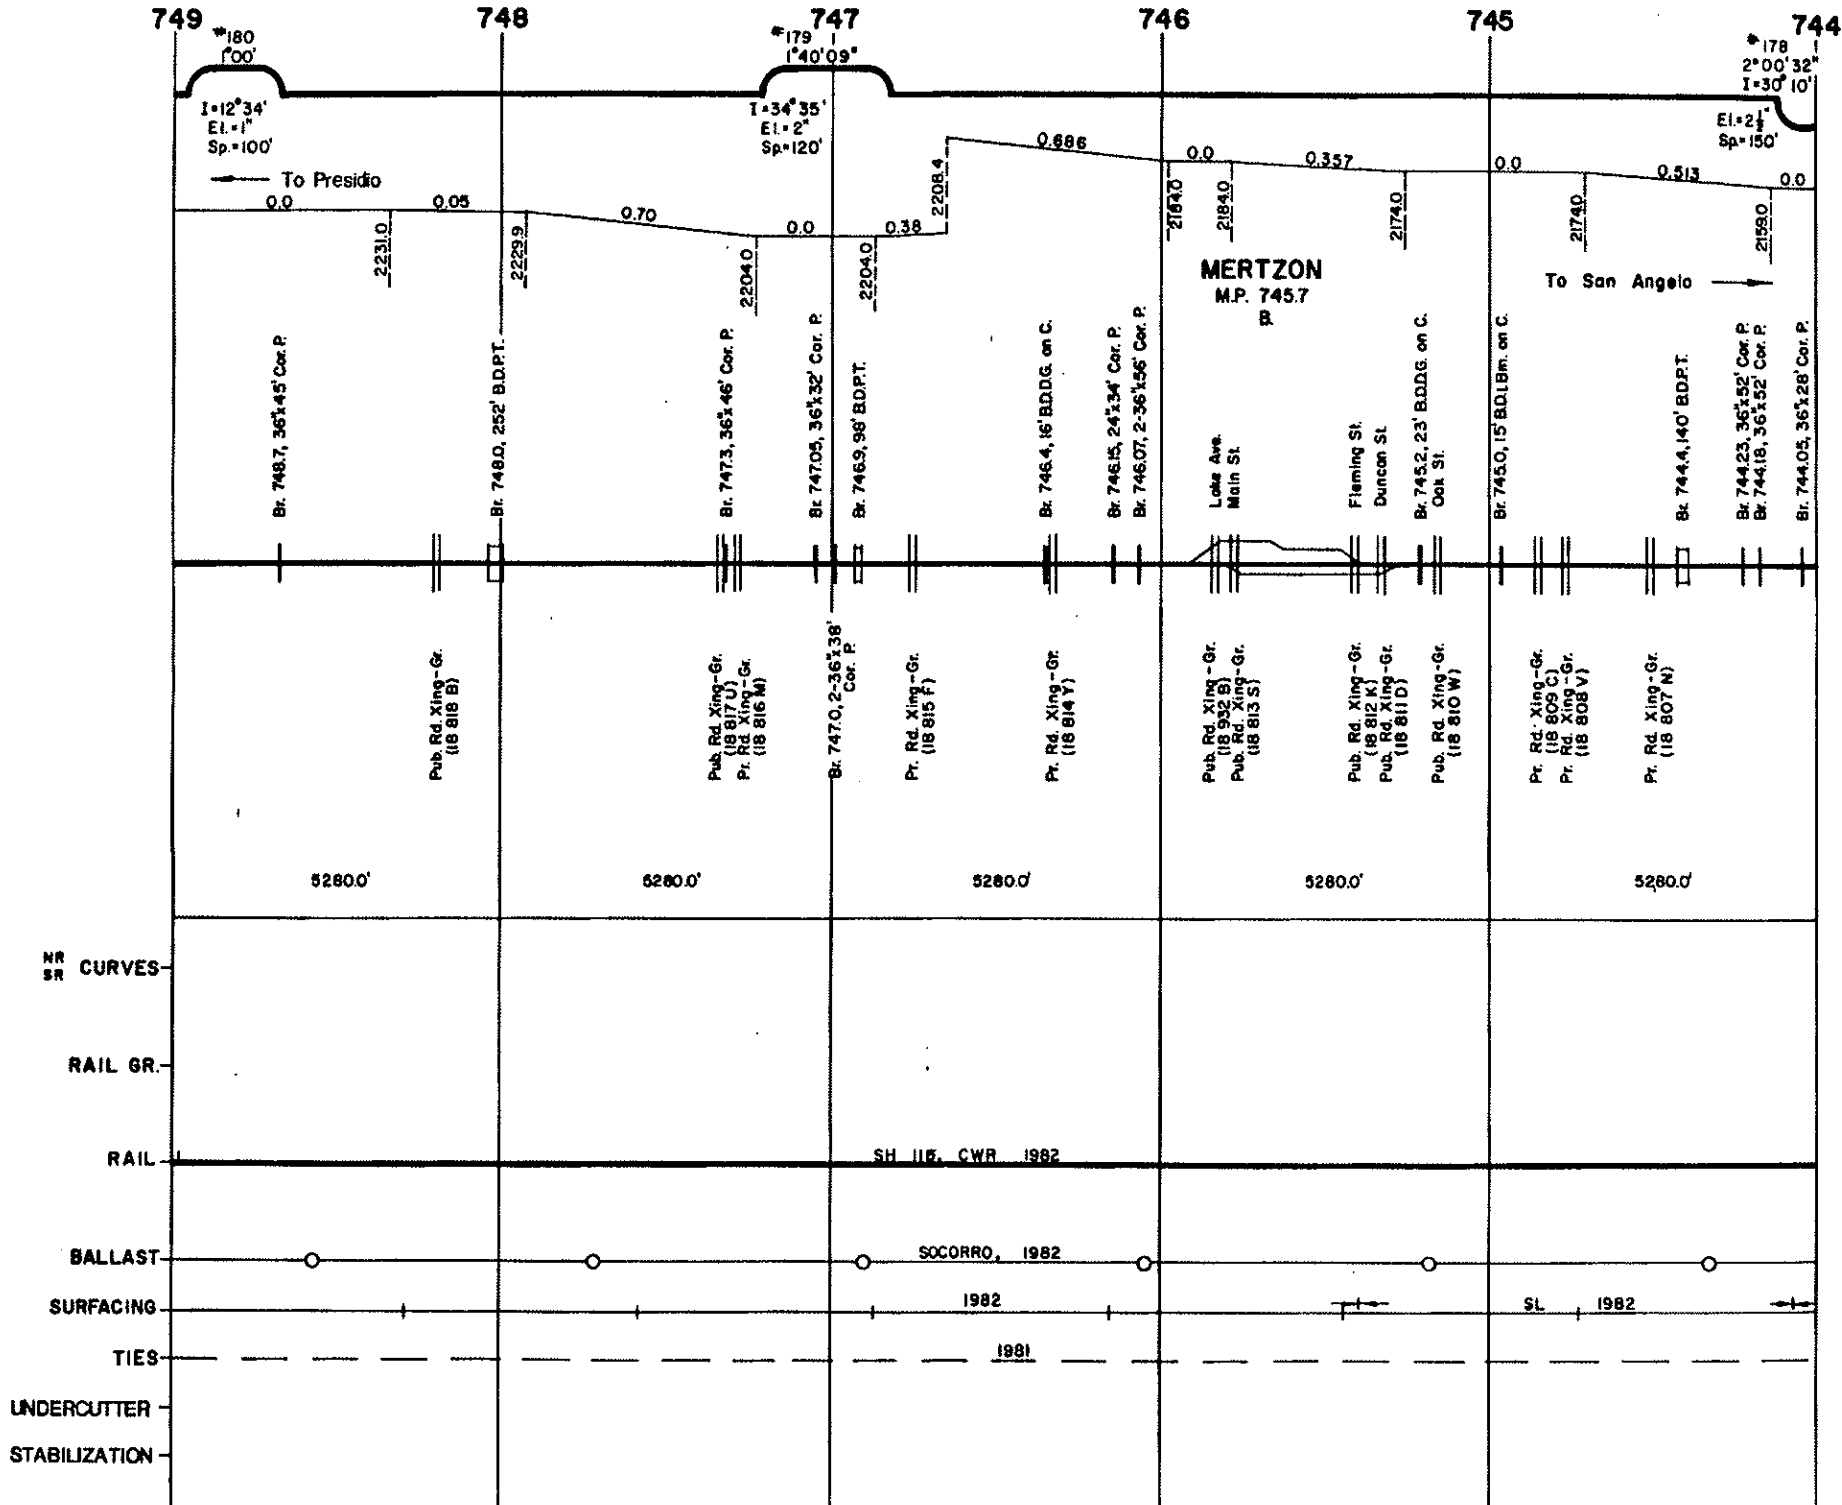 749 748 747 746 745 744
#180
1°00'
#179
1°40'09"
#178
2°00'32"
I=30°10'
I=12°34'
El.=1"
Sp.=100'
I=34°35'
El.=2"
Sp.=120'
El.=2½"
Sp.=150'
To Presidio
0.0 0.05 0.70 0.0 0.38 0.686 0.0 0.357 0.0 0.513 0.0
2231.0
2229.9
2204.0
2204.0
2208.4
2184.0
2184.0
2174.0
2174.0
2159.0
MERTZON
M.P. 745.7
B.
To San Angelo
Br. 748.7, 36"x45' Cor. P.
Br. 748.0, 252' B.D.P.T.
Br. 747.3, 36"x46' Cor. P.
Br. 747.05, 36"x32' Cor. P.
Br. 746.9, 98' B.D.P.T.
Br. 746.4, 16' B.D.D.G. on C.
Br. 746.15, 24"x34' Cor. P.
Br. 746.07, 2-36"x56' Cor. P.
Lake Ave.
Main St.
Fleming St.
Duncan St.
Br. 745.2, 23' B.D.D.G. on C.
Oak St.
Br. 745.0, 15' B.D.I.Bm. on C.
Br. 744.4, 140' B.D.P.T.
Br. 744.23, 36"x52' Cor. P.
Br. 744.18, 36"x52' Cor. P.
Br. 744.05, 36"x28' Cor. P.
Pub. Rd. Xing-Gr.
(18 818 B)
Pub. Rd. Xing-Gr.
(18 817 U)
Pr. Rd. Xing-Gr.
(18 816 M)
Br. 747.0, 2-36"x38'
Cor. P.
Pr. Rd. Xing-Gr.
(18 815 F)
Pr. Rd. Xing-Gr.
(18 814 Y)
Pub. Rd. Xing-Gr.
(18 932 B)
Pub. Rd. Xing-Gr.
(18 813 S)
Pub. Rd. Xing-Gr.
(18 812 K)
Pub. Rd. Xing-Gr.
(18 811 D)
Pub. Rd. Xing-Gr.
(18 810 W)
Pr. Rd. Xing-Gr.
(18 809 C)
Pr. Rd. Xing-Gr.
(18 808 V)
Pr. Rd. Xing-Gr.
(18 807 N)
5280.0' 5280.0' 5280.0' 5280.0' 5280.0'
NR
SR CURVES
RAIL GR.
RAIL SH CWR 1982
BALLAST SOCORRO, 1982
SURFACING 1982 SL 1982
TIES 1981
UNDERCUTTER
STABILIZATION